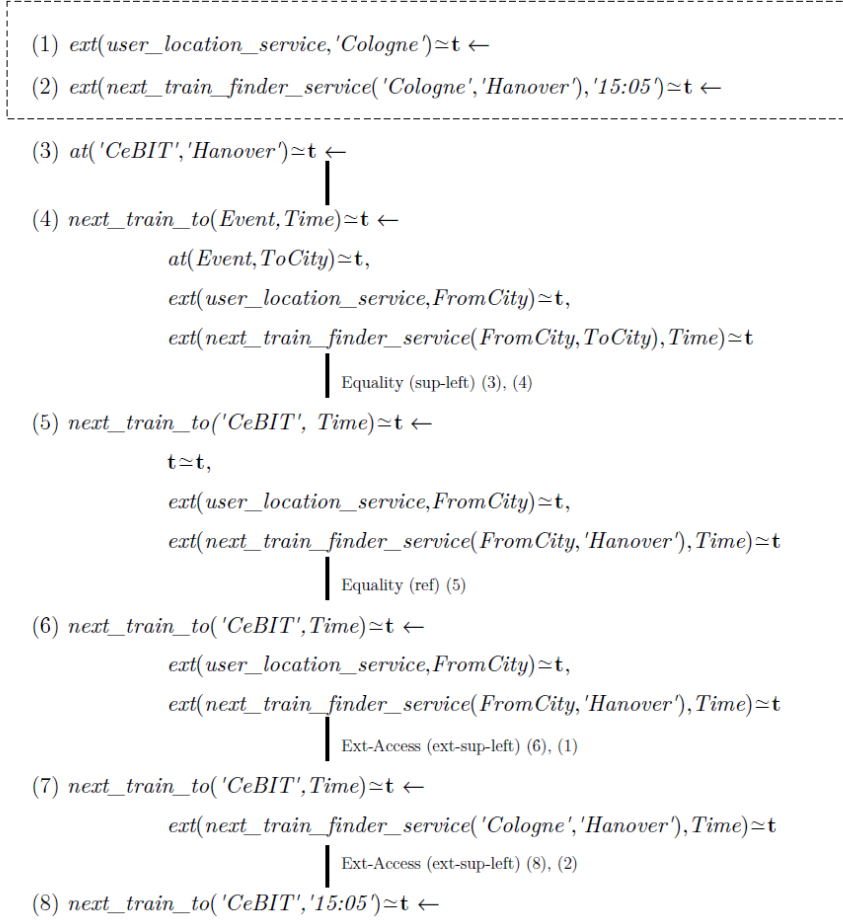 (1) ext(user_location_service,'Cologne')≃t ←
(2) ext(next_train_finder_service('Cologne','Hanover'),'15:05')≃t ←
(3) at('CeBIT','Hanover')≃t ←
(4) next_train_to(Event,Time)≃t ←
at(Event,ToCity)≃t,
ext(user_location_service,FromCity)≃t,
ext(next_train_finder_service(FromCity,ToCity),Time)≃t
Equality (sup-left) (3), (4)
(5) next_train_to('CeBIT', Time)≃t ←
t≃t,
ext(user_location_service,FromCity)≃t,
ext(next_train_finder_service(FromCity,'Hanover'),Time)≃t
Equality (ref) (5)
(6) next_train_to('CeBIT',Time)≃t ←
ext(user_location_service,FromCity)≃t,
ext(next_train_finder_service(FromCity,'Hanover'),Time)≃t
Ext-Access (ext-sup-left) (6), (1)
(7) next_train_to('CeBIT',Time)≃t ←
ext(next_train_finder_service('Cologne','Hanover'),Time)≃t
Ext-Access (ext-sup-left) (8), (2)
(8) next_train_to('CeBIT','15:05')≃t ←